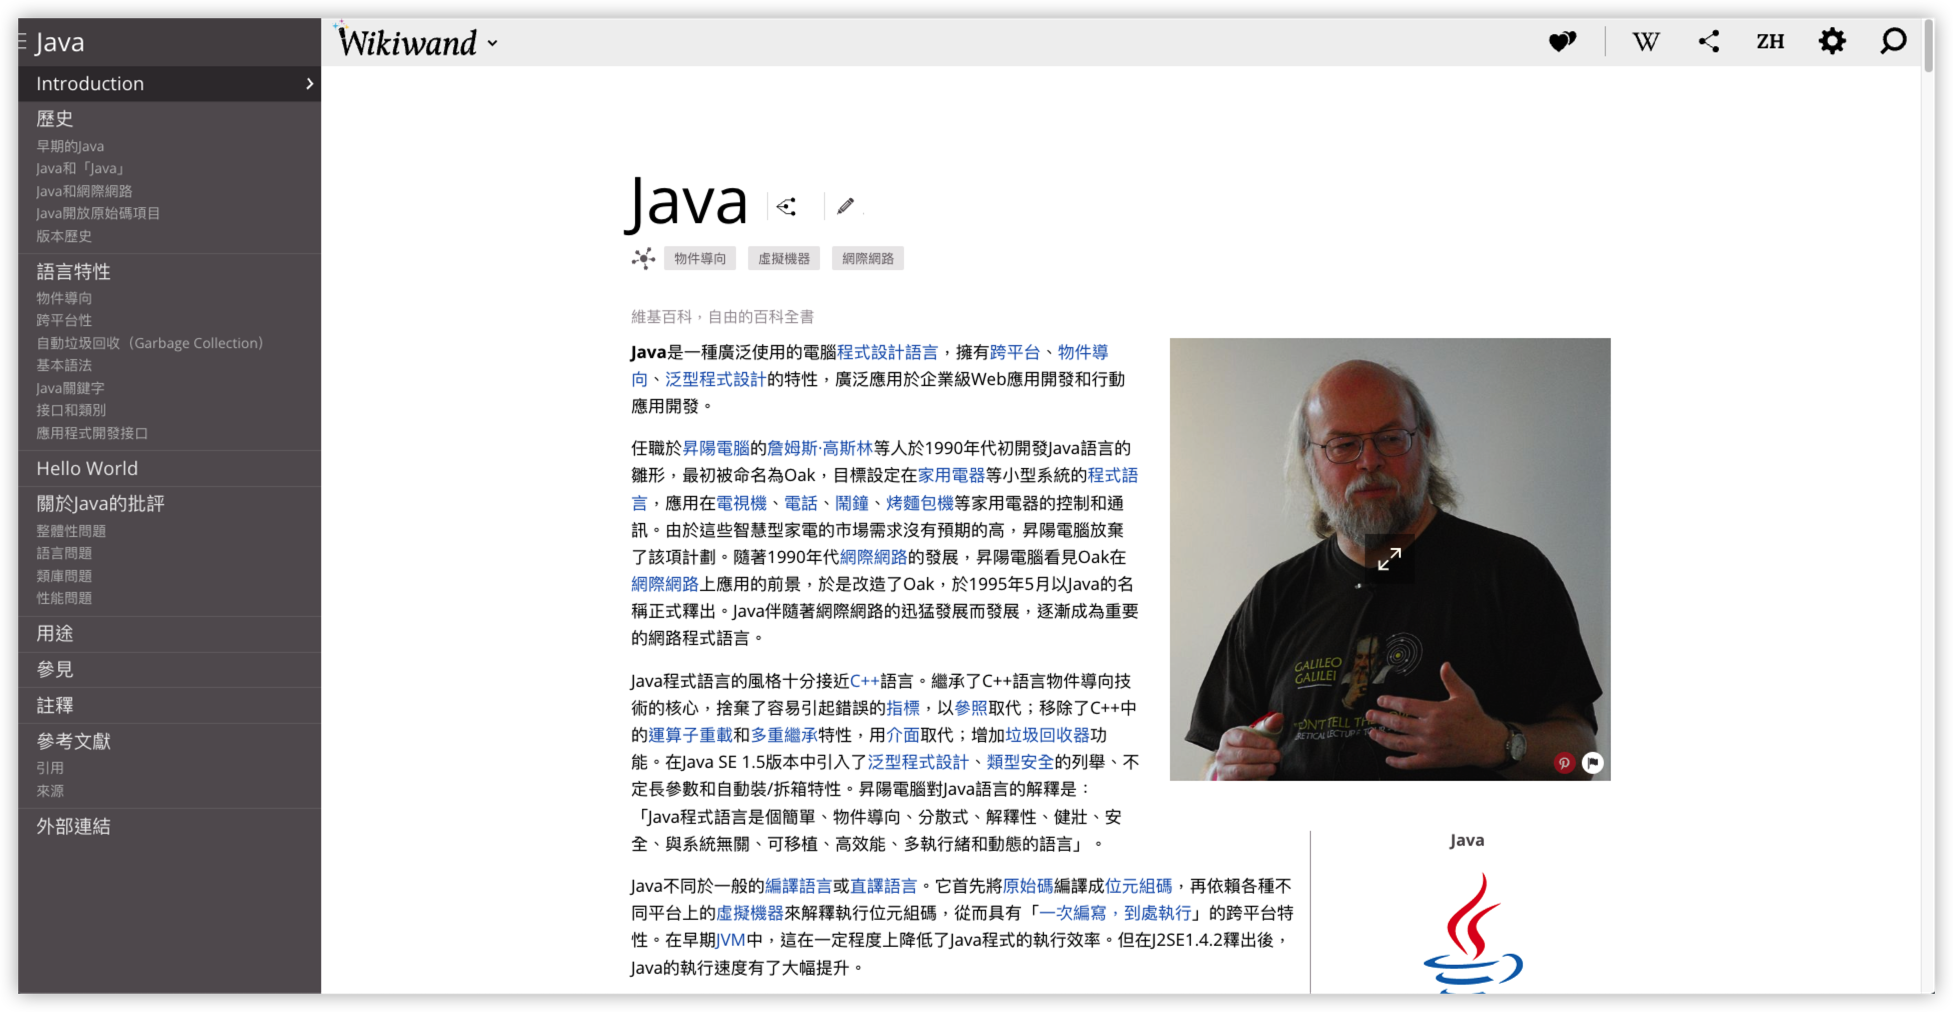 Java
Introduction
歷史
早期的Java
Java和「Java」
Java和網際網路
Java開放原始碼項目
版本歷史
語言特性
物件導向
跨平台性
自動垃圾回收（Garbage Collection）
基本語法
Java關鍵字
接口和類別
應用程式開發接口
Hello World
關於Java的批評
整體性問題
語言問題
類庫問題
性能問題
用途
參見
註釋
參考文獻
引用
來源
外部連結
Wikiwand
W
ZH
Java
物件導向
虛擬機器
網際網路
維基百科，自由的百科全書
Java是一種廣泛使用的電腦程式設計語言，擁有跨平台、物件導
向、泛型程式設計的特性，廣泛應用於企業級Web應用開發和行動
應用開發。
任職於昇陽電腦的詹姆斯·高斯林等人於1990年代初開發Java語言的
雛形，最初被命名為Oak，目標設定在家用電器等小型系統的程式語
言，應用在電視機、電話、鬧鐘、烤麵包機等家用電器的控制和通
訊。由於這些智慧型家電的市場需求沒有預期的高，昇陽電腦放棄
了該項計劃。隨著1990年代網際網路的發展，昇陽電腦看見Oak在
網際網路上應用的前景，於是改造了Oak，於1995年5月以Java的名
稱正式釋出。Java伴隨著網際網路的迅猛發展而發展，逐漸成為重要
的網路程式語言。
Java程式語言的風格十分接近C++語言。繼承了C++語言物件導向技
術的核心，捨棄了容易引起錯誤的指標，以參照取代；移除了C++中
的運算子重載和多重繼承特性，用介面取代；增加垃圾回收器功
能。在Java SE 1.5版本中引入了泛型程式設計、類型安全的列舉、不
定長參數和自動裝/拆箱特性。昇陽電腦對Java語言的解釋是：
「Java程式語言是個簡單、物件導向、分散式、解釋性、健壯、安
全、與系統無關、可移植、高效能、多執行緒和動態的語言」。
Java不同於一般的編譯語言或直譯語言。它首先將原始碼編譯成位元組碼，再依賴各種不
同平台上的虛擬機器來解釋執行位元組碼，從而具有「一次編寫，到處執行」的跨平台特
性。在早期JVM中，這在一定程度上降低了Java程式的執行效率。但在J2SE1.4.2釋出後，
Java的執行速度有了大幅提升。
GALILEO
GALILEI
Java